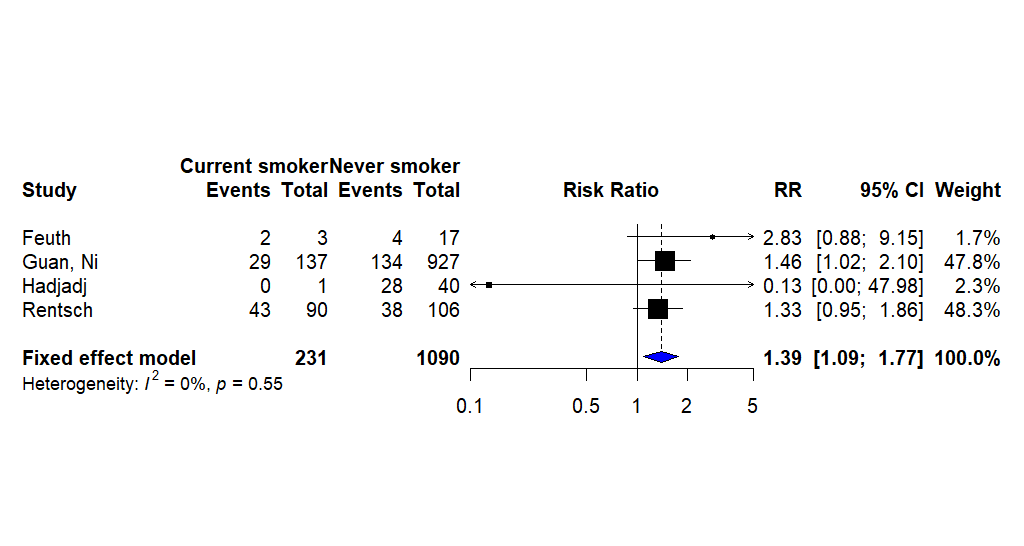 Current smoker Never smoker
Study Events Total Events Total Risk Ratio RR 95% CI Weight
Feuth 2 3 4 17 2.83 [0.88; 9.15] 1.7%
Guan, Ni 29 137 134 927 1.46 [1.02; 2.10] 47.8%
Hadjadj 0 1 28 40 0.13 [0.00; 47.98] 2.3%
Rentsch 43 90 38 106 1.33 [0.95; 1.86] 48.3%
Fixed effect model 231 1090 1.39 [1.09; 1.77] 100.0%
Heterogeneity: I² = 0%, p = 0.55
0.1 0.5 1 2 5